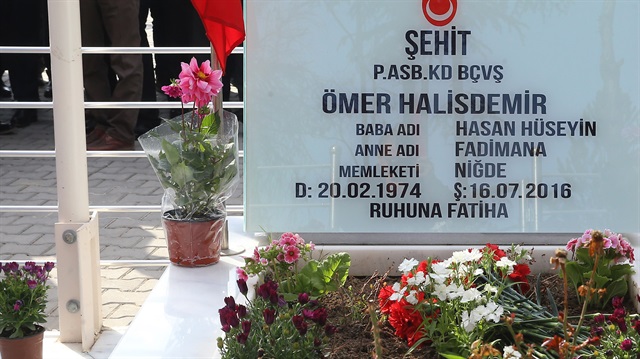 ŞEHİT
P.ASB.KD BÇVŞ
ÖMER HALİSDEMİR
BABA ADI HASAN HÜSEYİN
ANNE ADI FADİMANA
MEMLEKETİ NİĞDE
D: 20.02.1974 Ş:16.07.2016
RUHUNA FATİHA